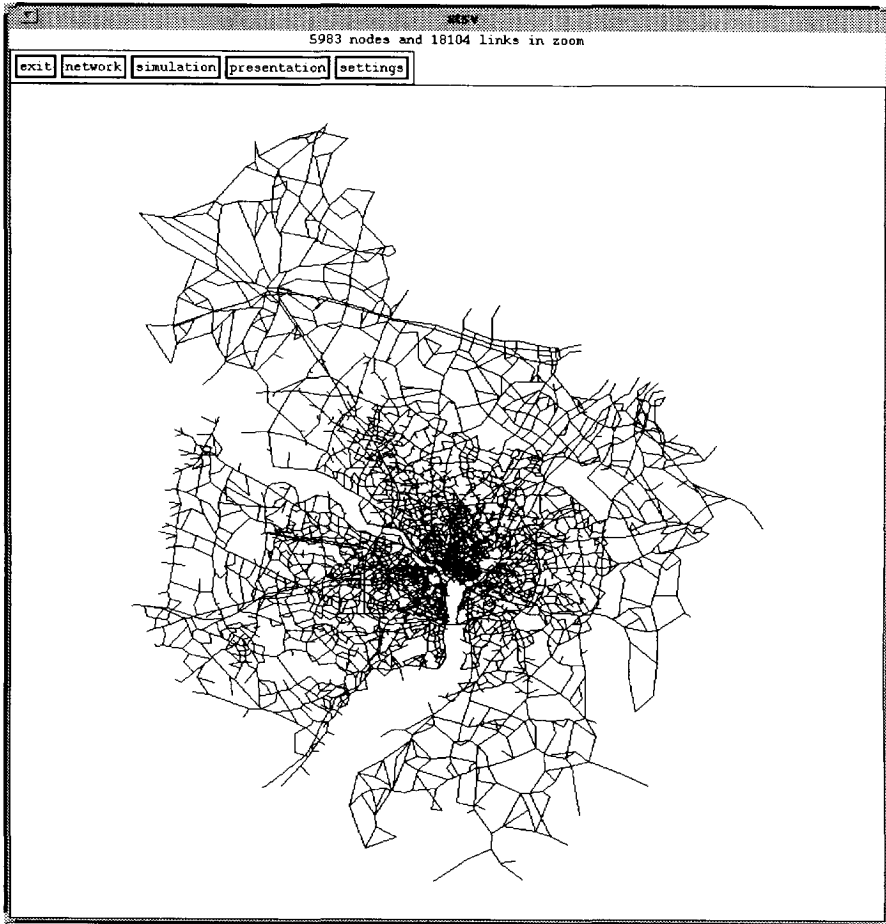 5983 nodes and 18104 links in zoom
exit network simulation presentation settings